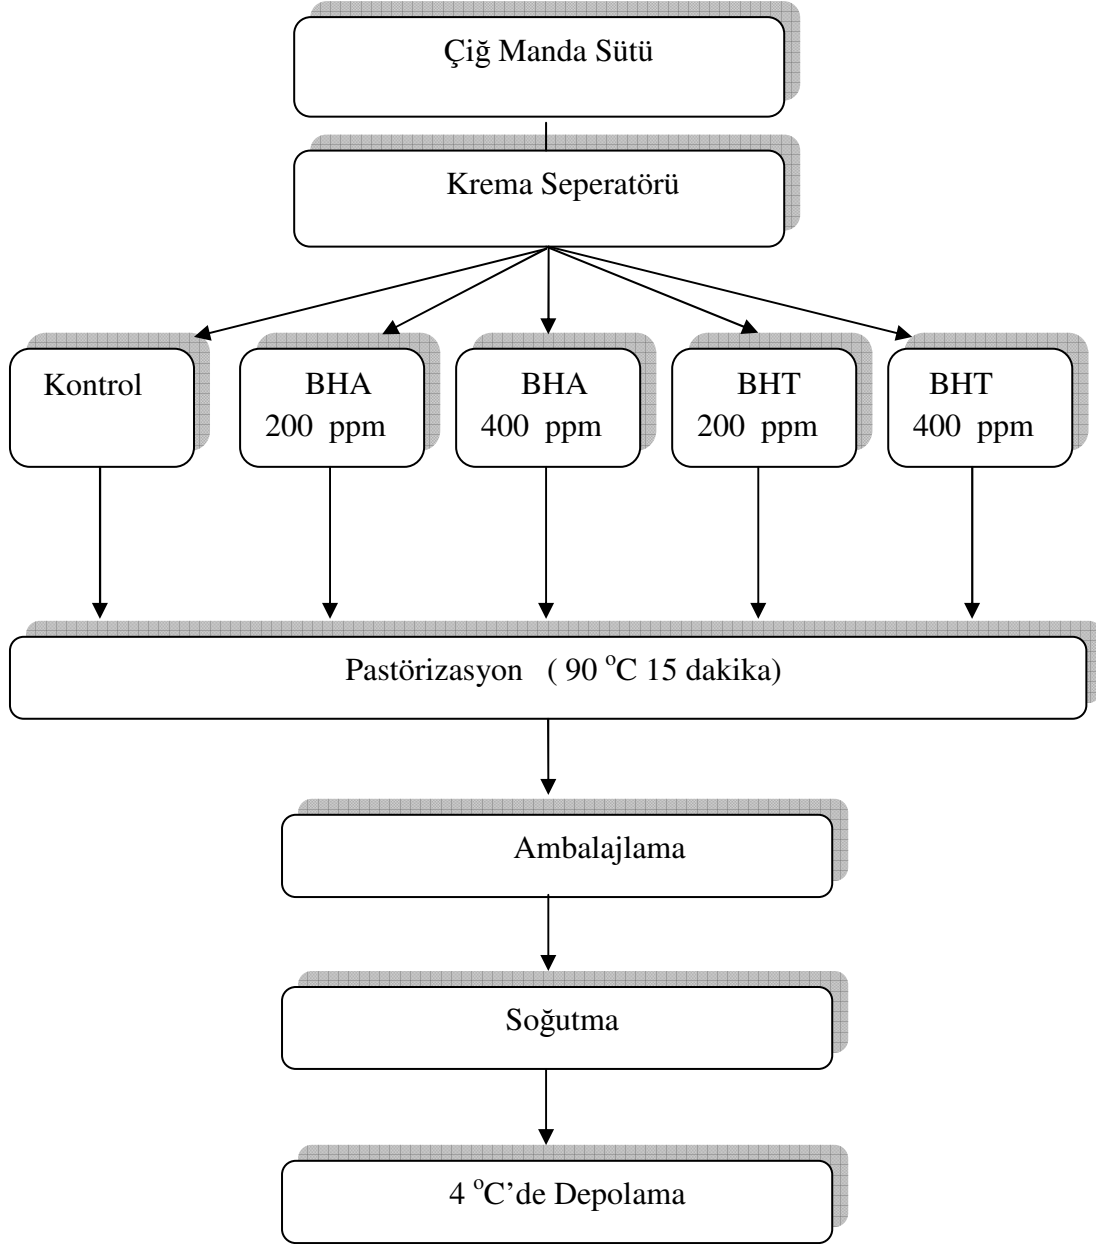 Çiğ Manda Sütü
Krema Seperatörü
Kontrol
BHA
200 ppm
BHA
400 ppm
BHT
200 ppm
BHT
400 ppm
Pastörizasyon ( 90 °C 15 dakika)
Ambalajlama
Soğutma
4 °C’de Depolama